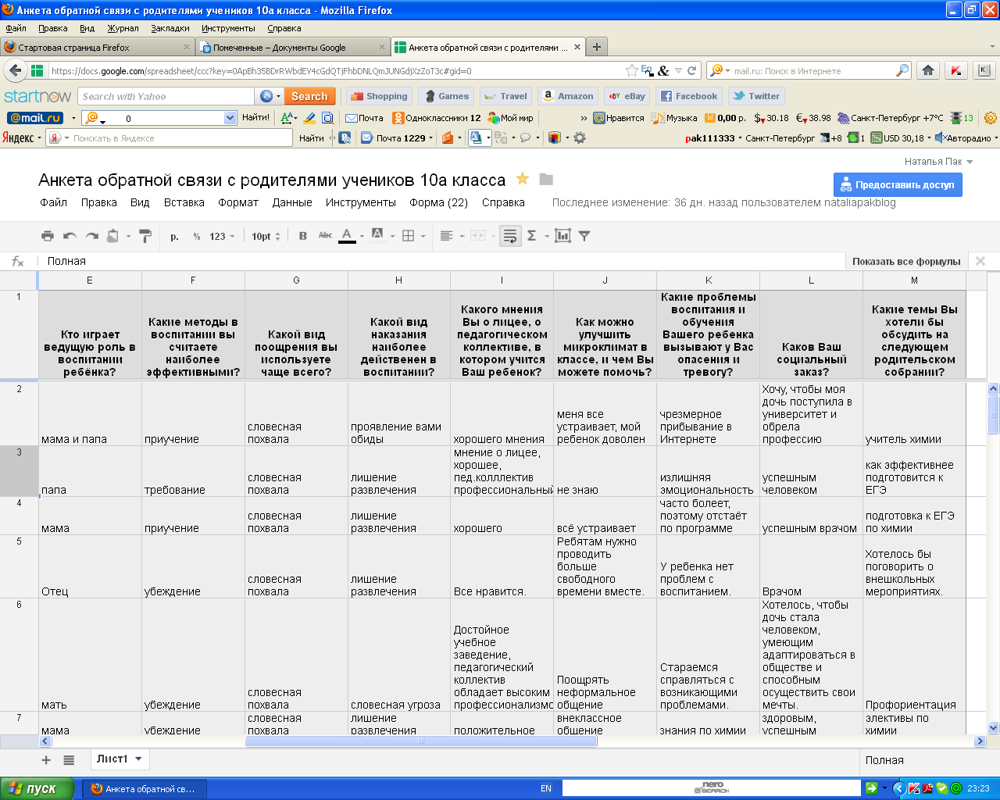 Анкета обратной связи с родителями учеников 10а класса - Mozilla Firefox
Файл Правка Вид Журнал Закладки Инструменты Справка
Стартовая страница Firefox Помеченные – Документы Google Анкета обратной связи с родителями ...
https://docs.google.com/spreadsheet/ccc?key=0ApBh35BDrRWbdEV4cGdQTjFhbDNLQmJUNGdjXzZoT3c#gid=0 mail.ru: Поиск в Интернете
startnow Search with Yahoo Search Shopping Games Travel Amazon eBay Facebook Twitter
@mail.ru 0 Найти! Почта Одноклассники 12 Мой мир » Нравится Музыка 0,00 р. $ 30.18 € 38.98 Санкт-Петербург +7°C 13
Яндекс Я Поискать в Яндексе Найти Почта 1229 pak111333 Санкт-Петербург +8 1 USD 30,18 Авторадио
Наталья Пак
Анкета обратной связи с родителями учеников 10а класса
Предоставить доступ
Файл Правка Вид Вставка Формат Данные Инструменты Форма (22) Справка Последнее изменение: 36 дн. назад пользователем nataliapakblog
р. % 123 10pt B Abc A A Σ
fx Полная Показать все формулы
E F G H I J K L M
1
Кто играет
ведущую роль в
воспитании
ребёнка?
Какие методы в
воспитании вы
считаете
наиболее
эффективными?
Какой вид
поощрения вы
используете
чаще всего?
Какой вид
наказания
наиболее
действенен в
воспитании?
Какого мнения
Вы о лицее, о
педагогическом
коллективе, в
котором учится
Ваш ребенок?
Как можно
улучшить
микроклимат в
классе, и чем Вы
можете помочь?
Какие проблемы
воспитания и
обучения
Вашего ребенка
вызывают у Вас
опасения и
тревогу?
Каков Ваш
социальный
заказ?
Какие темы Вы
хотели бы
обсудить на
следующем
родительском
собрании?
2
мама и папа
приучение
словесная
похвала
проявление вами
обиды
хорошего мнения
меня все
устраивает, мой
ребенок доволен
чрезмерное
прибывание в
Интернете
Хочу, чтобы моя
дочь поступила в
университет и
обрела
профессию
учитель химии
3
папа
требование
словесная
похвала
лишение
развлечения
мнение о лицее,
хорошее,
пед.колллектив
профессиональный
не знаю
излишняя
эмоциональность
успешным
человеком
как эффективнее
подготовится к
ЕГЭ
4
мама
приучение
словесная
похвала
лишение
развлечения
хорошего
всё устраивает
часто болеет,
поэтому отстаёт
по программе
успешным врачом
подготовка к ЕГЭ
по химии
5
Отец
убеждение
словесная
похвала
лишение
развлечения
Все нравится.
Ребятам нужно
проводить
больше
свободного
времени вместе.
У ребенка нет
проблем с
воспитанием.
Врачом
Хотелось бы
поговорить о
внешкольных
мероприятиях.
6
мать
убеждение
словесная
похвала
словесная угроза
Достойное
учебное
заведение,
педагогический
коллектив
обладает высоким
профессионализмо
Поощрять
неформальное
общение
Стараемся
справляться с
возникающими
проблемами.
Хотелось, чтобы
дочь стала
человеком,
умеющим
адаптироваться в
обществе и
способным
осуществить свои
мечты.
Профориентация
7
мама
убеждение
словесная
похвала
лишение
развлечения
положительное
внеклассное
общение
знания по химии
здоровым,
успешным
элективы по
химии
+ Лист1 Полная
пуск Анкета обратной св... EN nero SEARCH 23:23